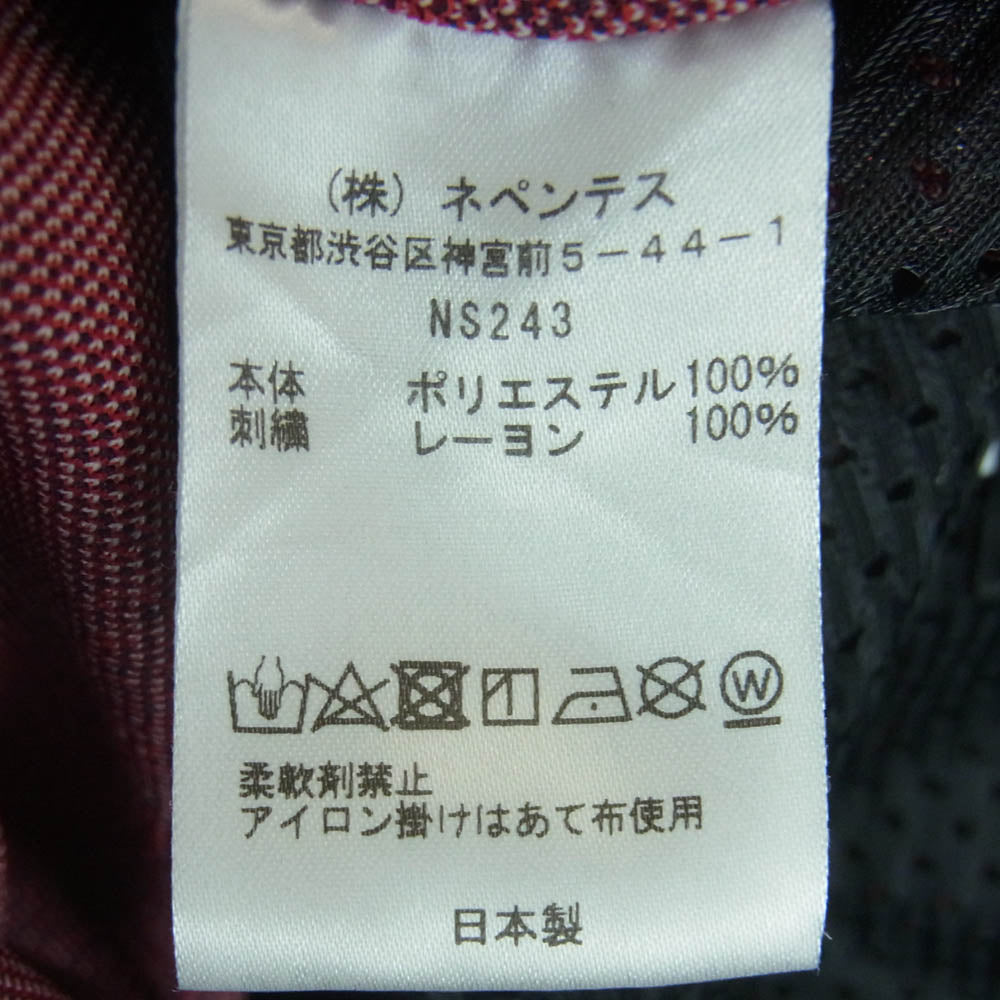 (株) ネペンテス
東京都渋谷区神宮前5-44-1
NS243
本体 ポリエステル100%
刺繍 レーヨン 100%
W
柔軟剤禁止
アイロン掛けはあて布使用
日本製